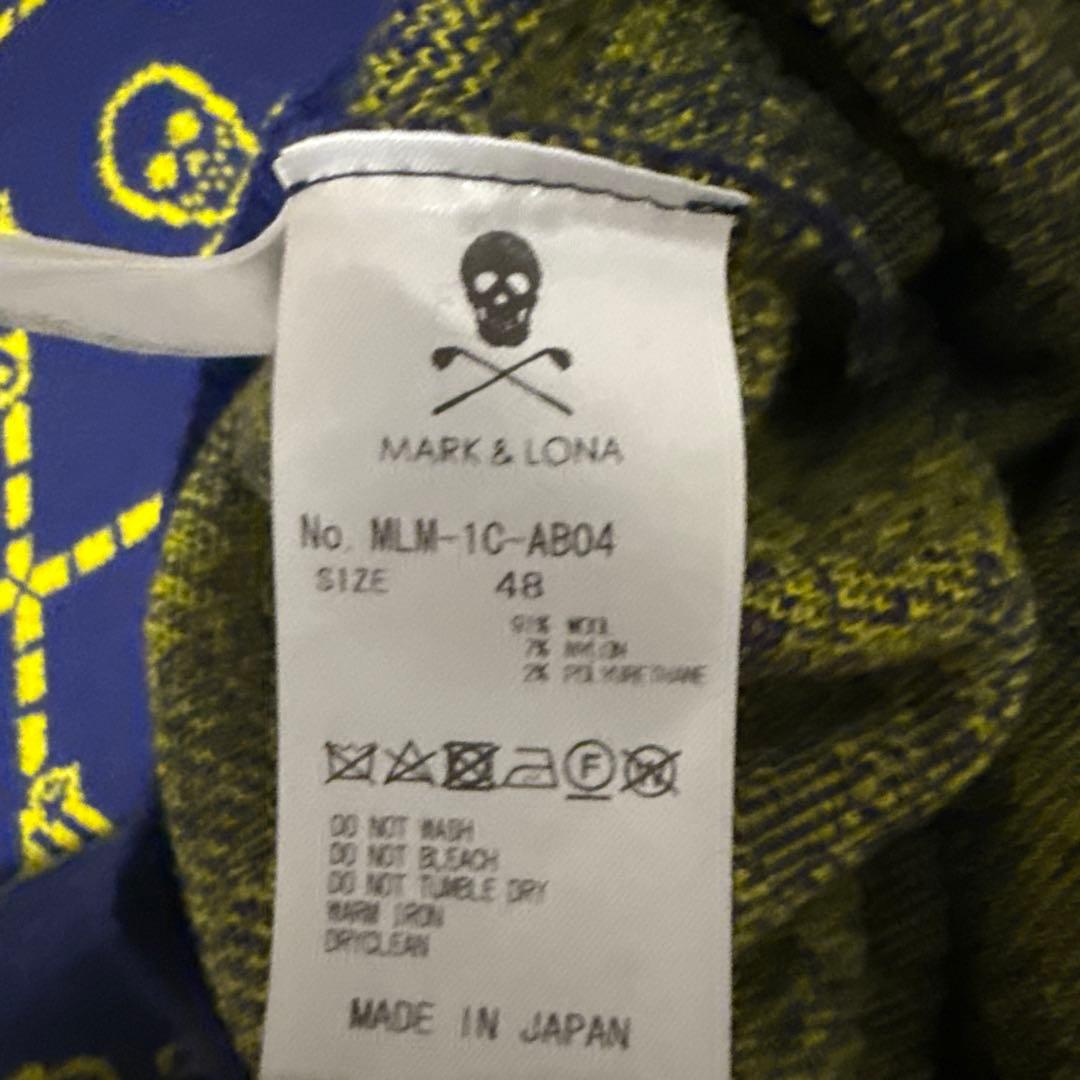 MARK & LONA
No. MLM-1C-AB04
SIZE 48
91% WOOL
7% NYLON
2% POLYURETHANE
F W
DO NOT WASH
DO NOT BLEACH
DO NOT TUMBLE DRY
WARM IRON
DRYCLEAN
MADE IN JAPAN